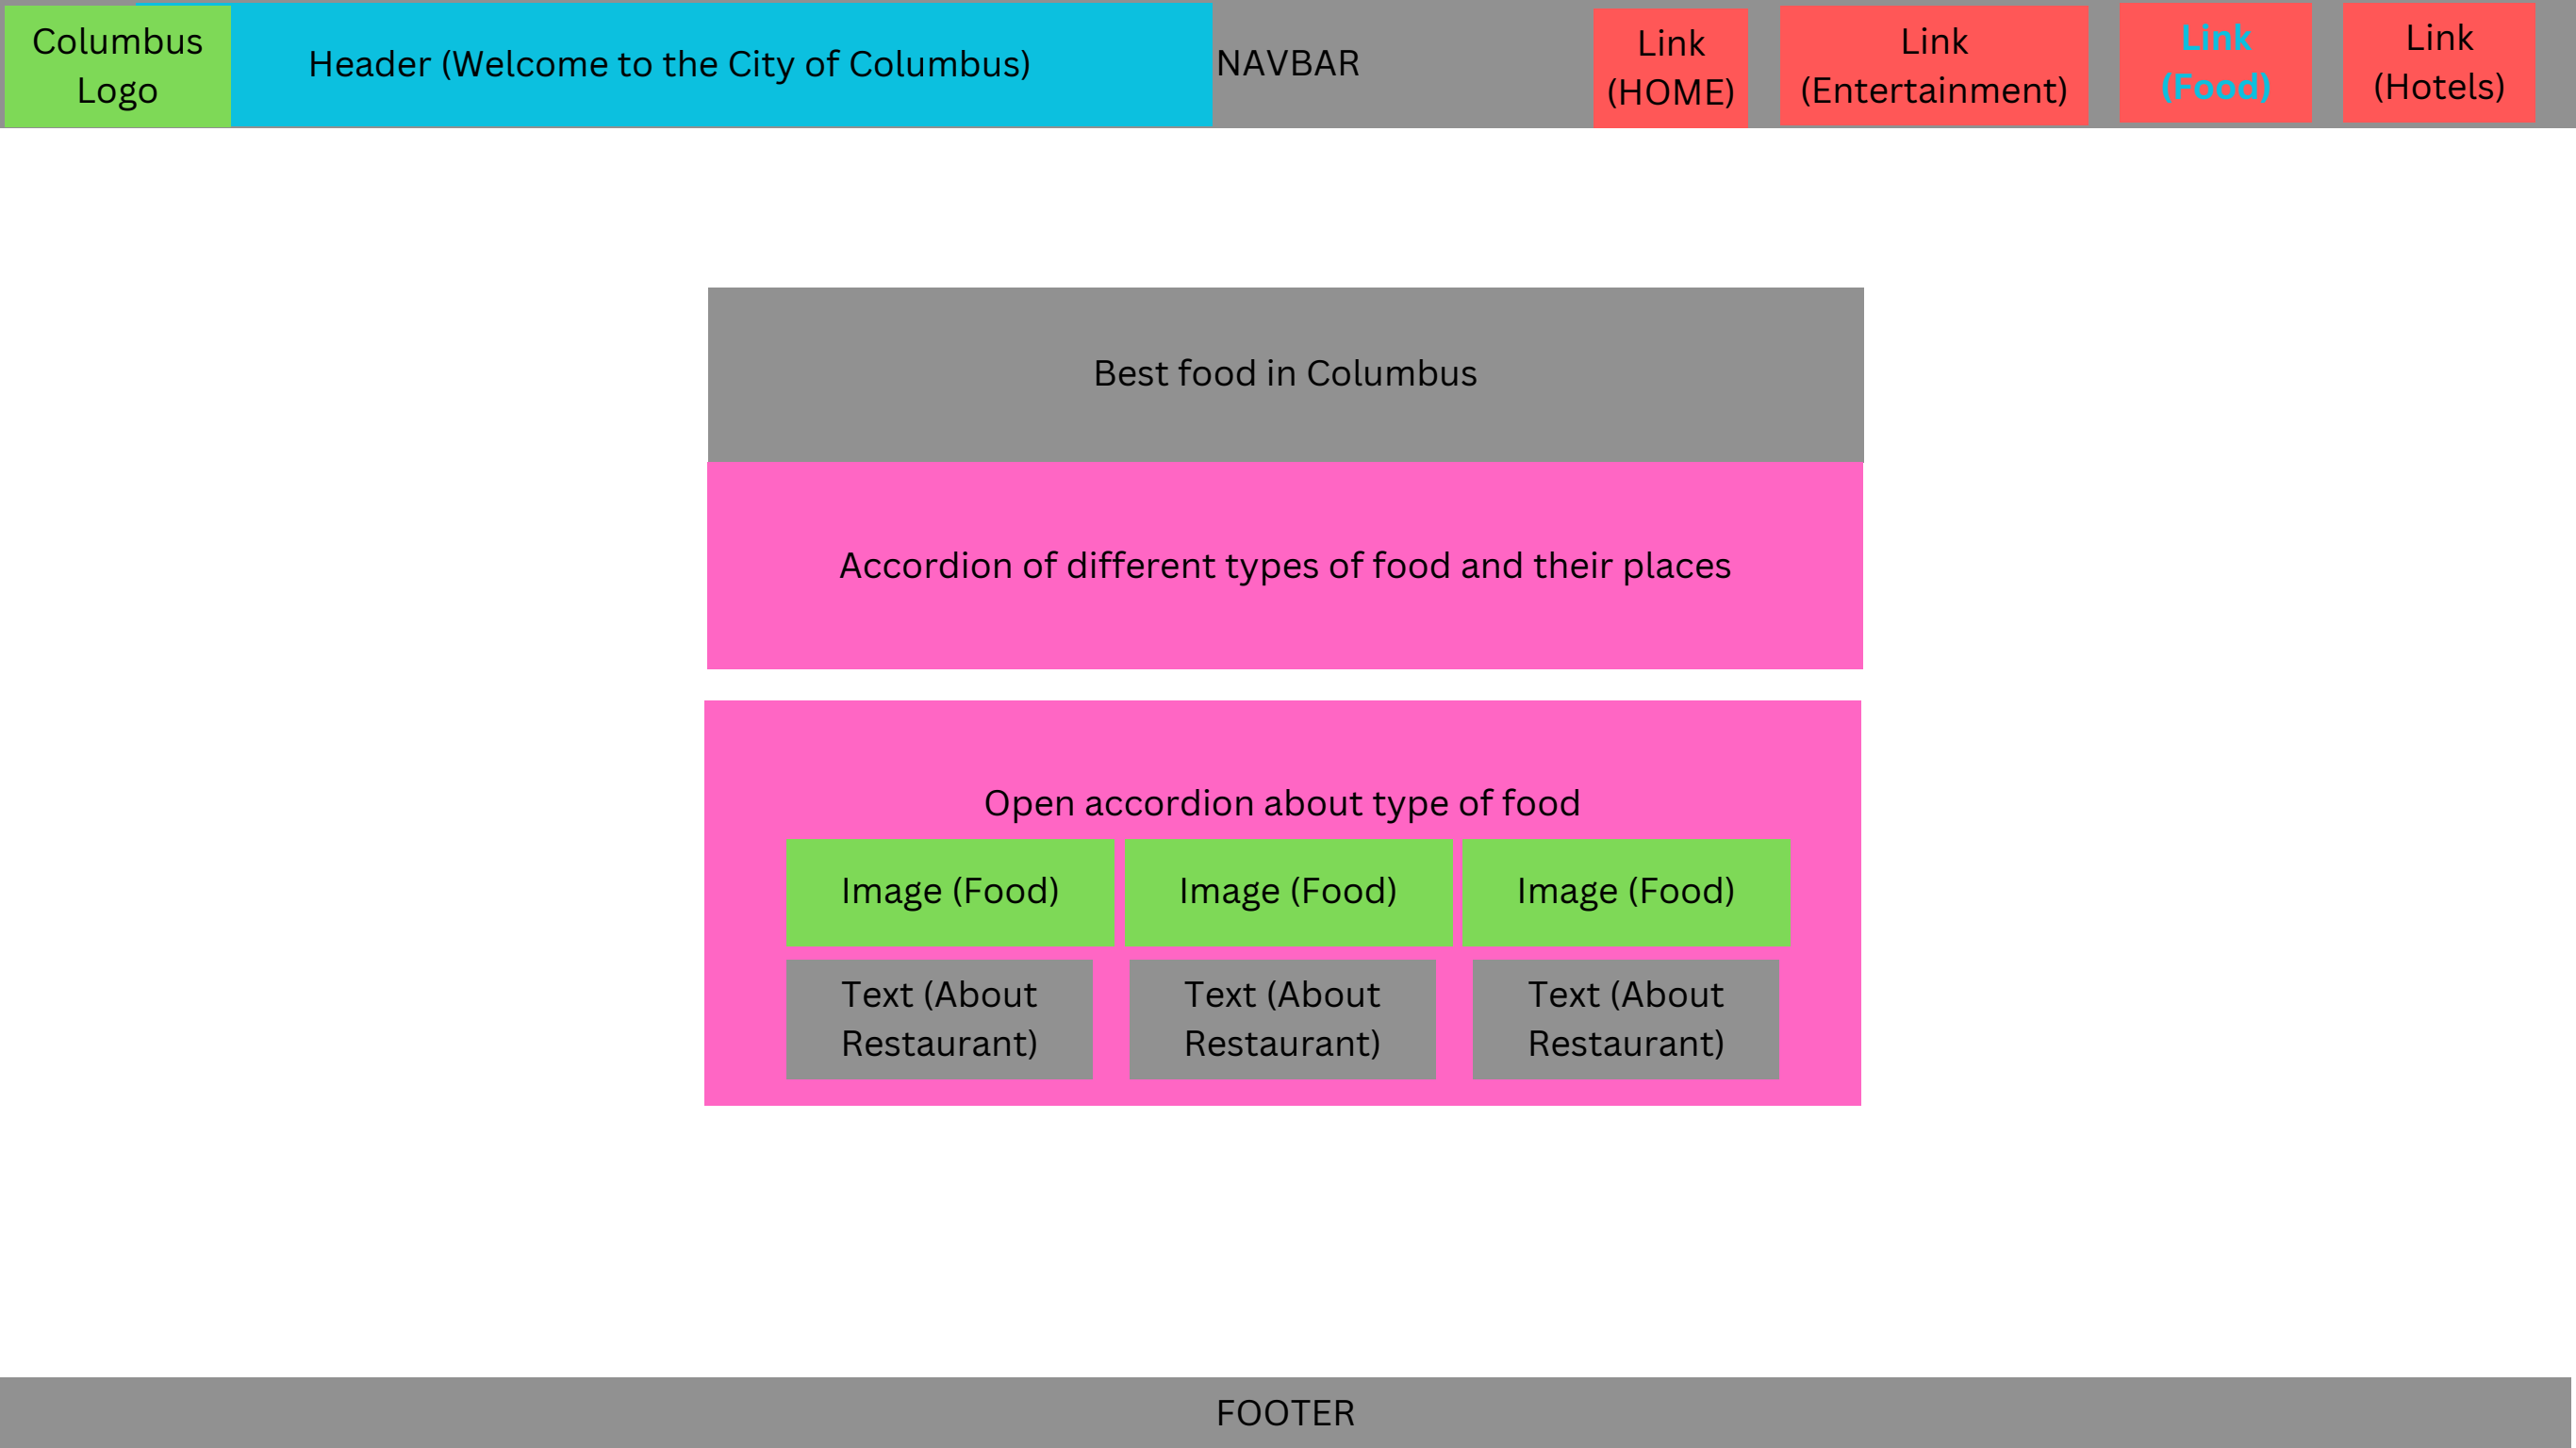 Columbus
Logo
Header (Welcome to the City of Columbus)
NAVBAR
Link
(HOME)
Link
(Entertainment)
Link
(Food)
Link
(Hotels)
Best food in Columbus
Accordion of different types of food and their places
Open accordion about type of food
Image (Food)
Image (Food)
Image (Food)
Text (About
Restaurant)
Text (About
Restaurant)
Text (About
Restaurant)
FOOTER